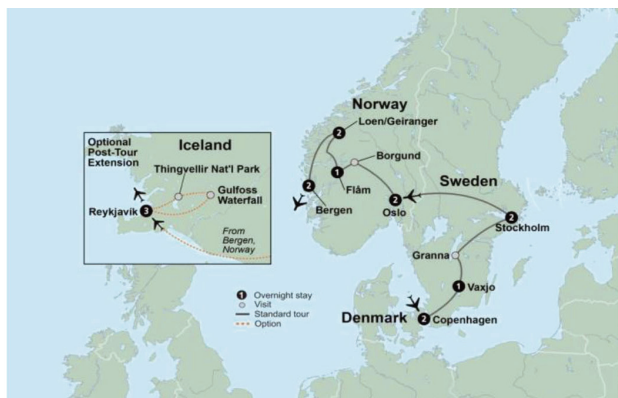 Norway
Loen/Geiranger
2
Borgund
1
Flåm
2
Bergen
2
Oslo
Sweden
2
Stockholm
Granna
1
Vaxjo
Denmark
2
Copenhagen
Optional
Post-Tour
Extension
Iceland
Thingvellir Nat'l Park
Gulfoss
Waterfall
Reykjavik
3
From
Bergen,
Norway
1 Overnight stay
Visit
Standard tour
Option